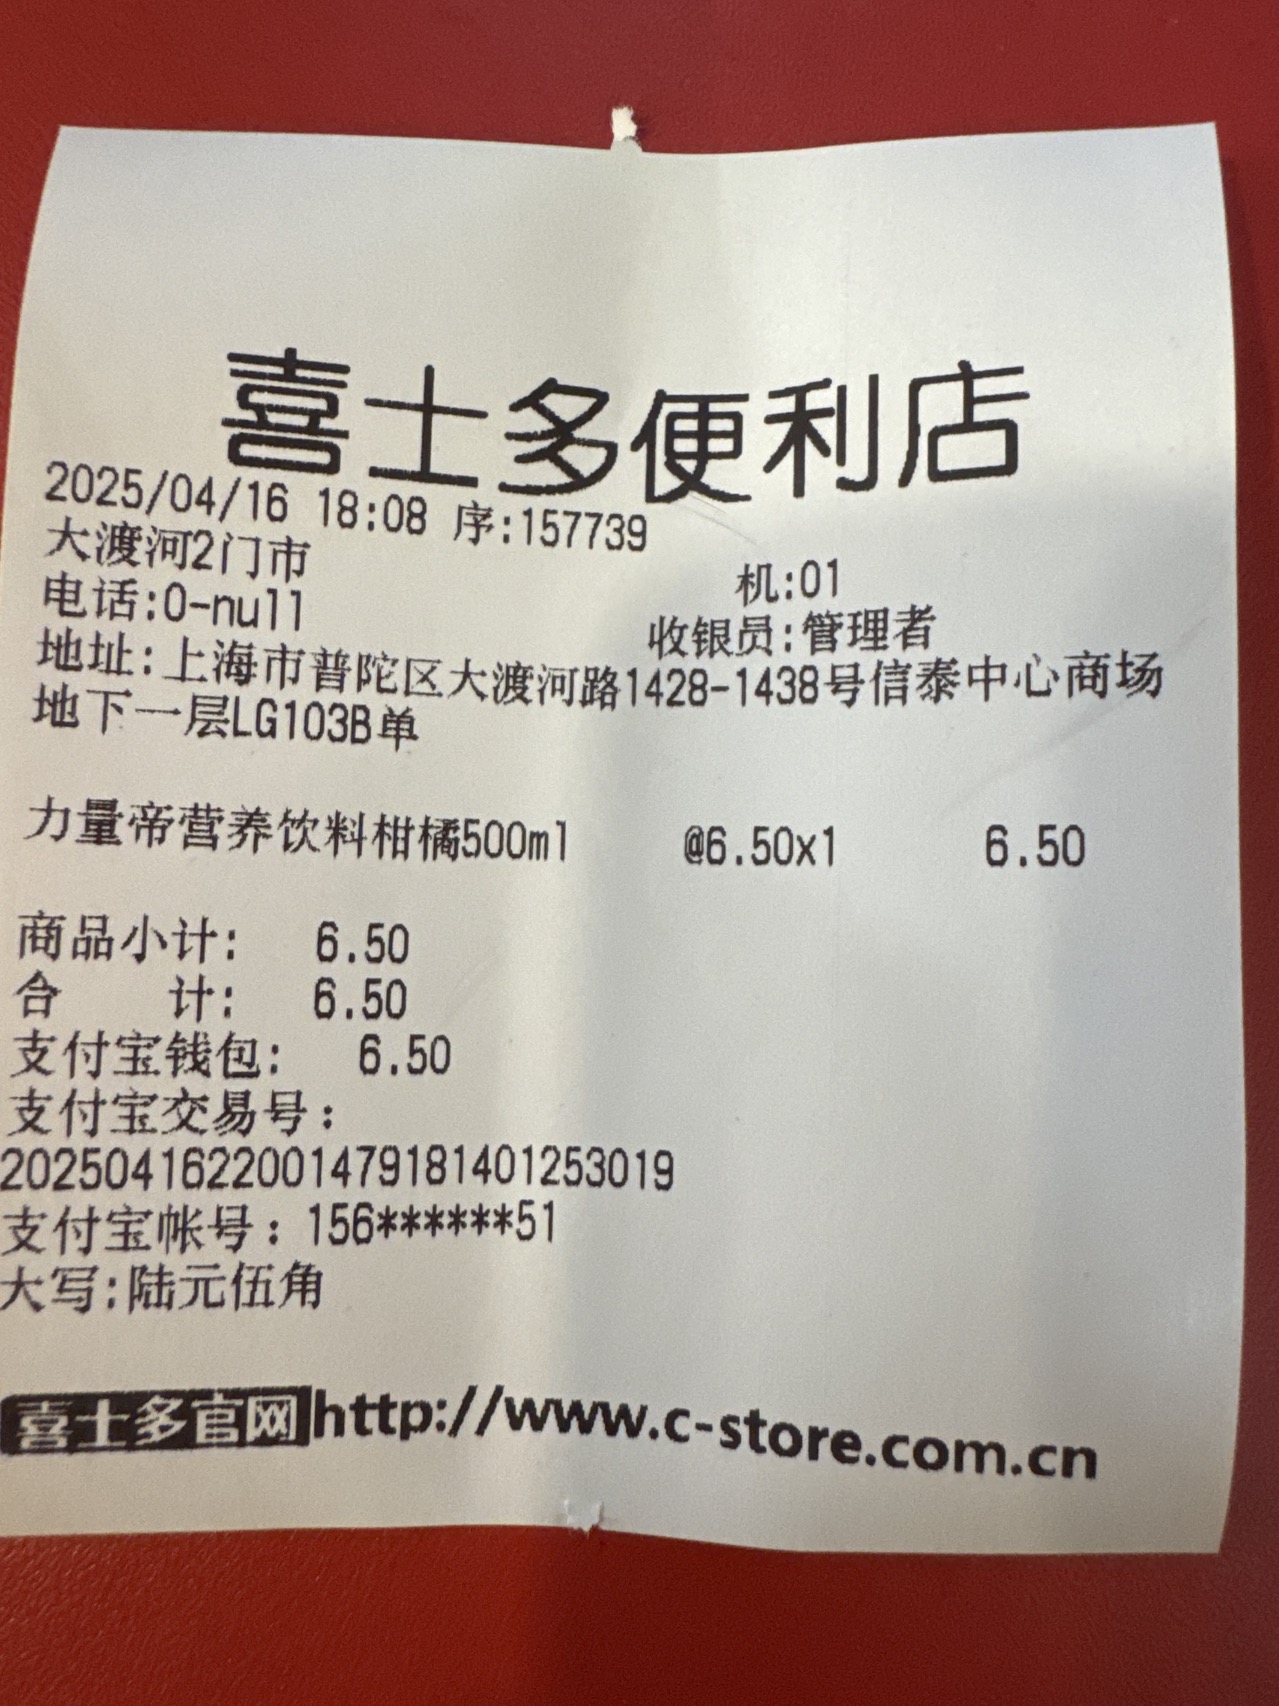 喜士多便利店
2025/04/16 18:08 序:157739
大渡河2门市 机:01
电话:0-null 收银员:管理者
地址:上海市普陀区大渡河路1428-1438号信泰中心商场
地下一层LG103B单
力量帝营养饮料柑橘500ml @6.50x1 6.50
商品小计: 6.50
合 计: 6.50
支付宝钱包: 6.50
支付宝交易号:
2025041622001479181401253019
支付宝帐号:156******51
大写:陆元伍角
喜士多官网http://www.c-store.com.cn